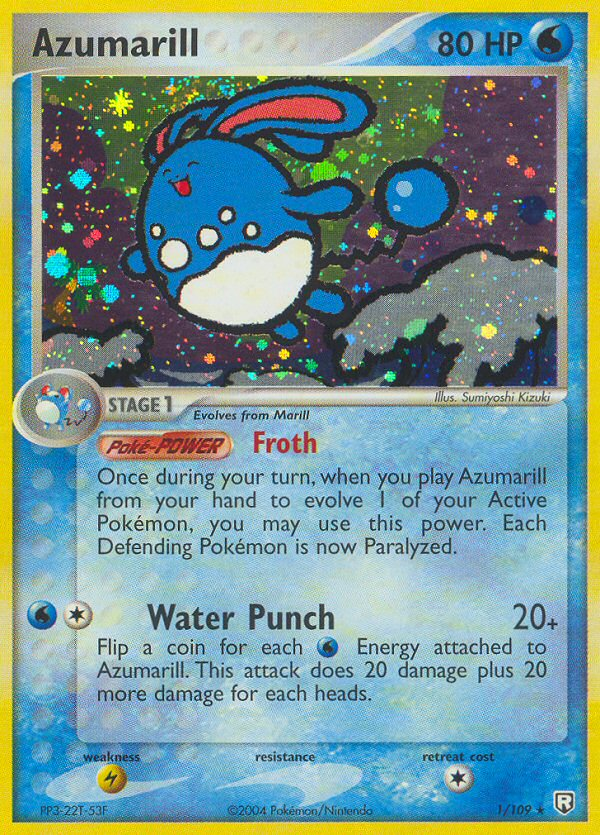 Azumarill 80 HP
Illus. Sumiyoshi Kizuki
STAGE 1
Evolves from Marill
Poké-POWER Froth
Once during your turn, when you play Azumarill
from your hand to evolve 1 of your Active
Pokémon, you may use this power. Each
Defending Pokémon is now Paralyzed.
Water Punch 20+
Flip a coin for each Energy attached to
Azumarill. This attack does 20 damage plus 20
more damage for each heads.
weakness resistance retreat cost
PP3-22T-53F ©2004 Pokémon/Nintendo 1/109 ★ R